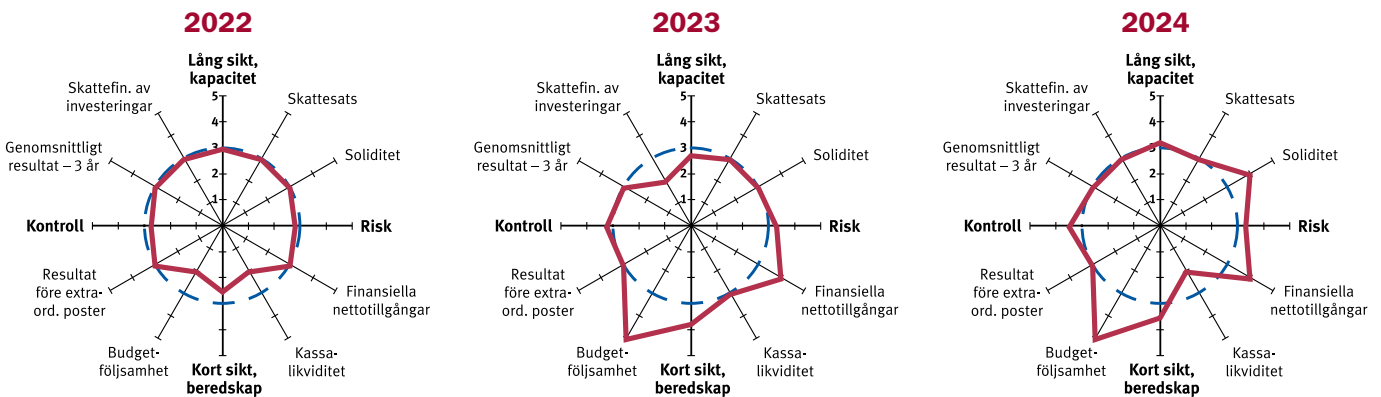 2022
Lång sikt,
kapacitet
Skattefin. av
investeringar
Skattesats
Genomsnittligt
resultat – 3 år
Soliditet
5
4
3
2
1
Kontroll
Risk
Resultat
före extra-
ord. poster
Finansiella
nettotillgångar
Budget-
följsamhet
Kassa-
likviditet
Kort sikt,
beredskap
2023
Lång sikt,
kapacitet
Skattefin. av
investeringar
Skattesats
Genomsnittligt
resultat – 3 år
Soliditet
5
4
3
2
1
Kontroll
Risk
Resultat
före extra-
ord. poster
Finansiella
nettotillgångar
Budget-
följsamhet
Kassa-
likviditet
Kort sikt,
beredskap
2024
Lång sikt,
kapacitet
Skattefin. av
investeringar
Skattesats
Genomsnittligt
resultat – 3 år
Soliditet
5
4
3
2
1
Kontroll
Risk
Resultat
före extra-
ord. poster
Finansiella
nettotillgångar
Budget-
följsamhet
Kassa-
likviditet
Kort sikt,
beredskap